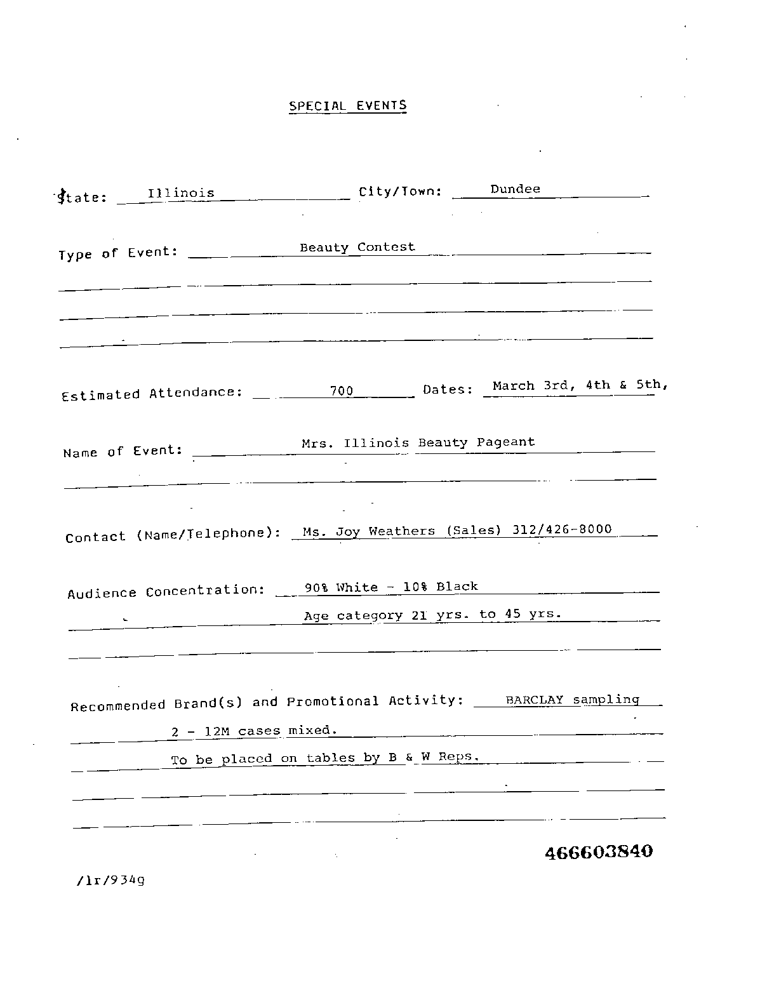 SPECIAL EVENTS
State: Illinois City/Town: Dundee
Type of Event: Beauty Contest
Estimated Attendance: 700 Dates: March 3rd, 4th & 5th,
Name of Event: Mrs. Illinois Beauty Pageant
Contact (Name/Telephone): Ms. Joy Weathers (Sales) 312/426-8000
Audience Concentration: 90% White - 10% Black
Age category 21 yrs. to 45 yrs.
Recommended Brand(s) and Promotional Activity: BARCLAY sampling
2 - 12M cases mixed.
To be placed on tables by B & W Reps.
466603840
/lr/934g